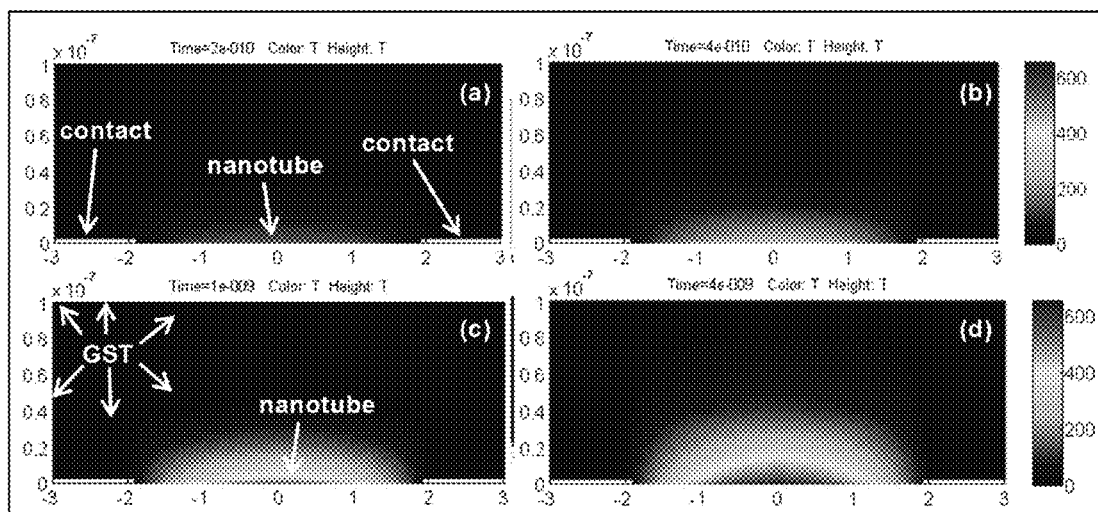 Time=2e-010 Color: T Height: T
x 10⁻⁷
1
0.8
0.6
0.4
0.2
0
-3 -2 -1 0 1 2 3
(a)
contact
nanotube
contact
Time=4e-010 Color: T Height: T
x 10⁻⁷
1
0.8
0.6
0.4
0.2
0
-3 -2 -1 0 1 2 3
(b)
600
400
200
0
Time=1e-009 Color: T Height: T
x 10⁻⁷
1
0.8
0.6
0.4
0.2
0
-3 -2 -1 0 1 2 3
(c)
GST
nanotube
Time=4e-009 Color: T Height: T
x 10⁻⁷
1
0.8
0.6
0.4
0.2
0
-3 -2 -1 0 1 2 3
(d)
600
400
200
0